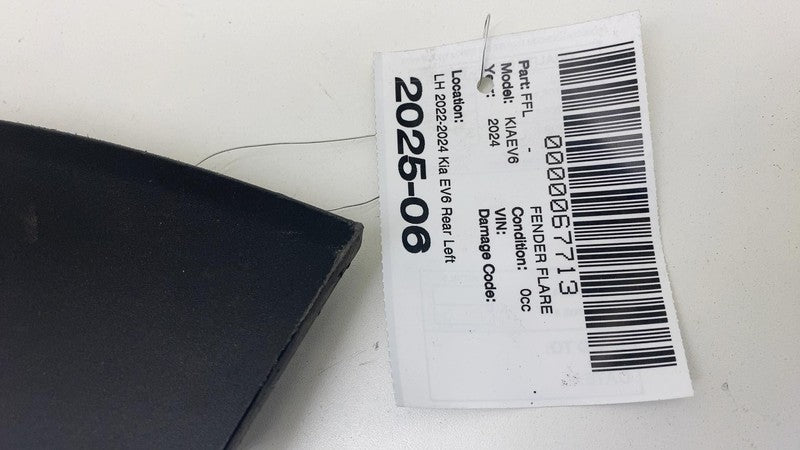 0000067713
Part: FFL - FENDER FLARE
Model: KIAEV6 Condition: 0cc
Year: 2024 VIN:
Damage Code:
Location:
LH 2022-2024 Kia EV6 Rear Left
2025-06